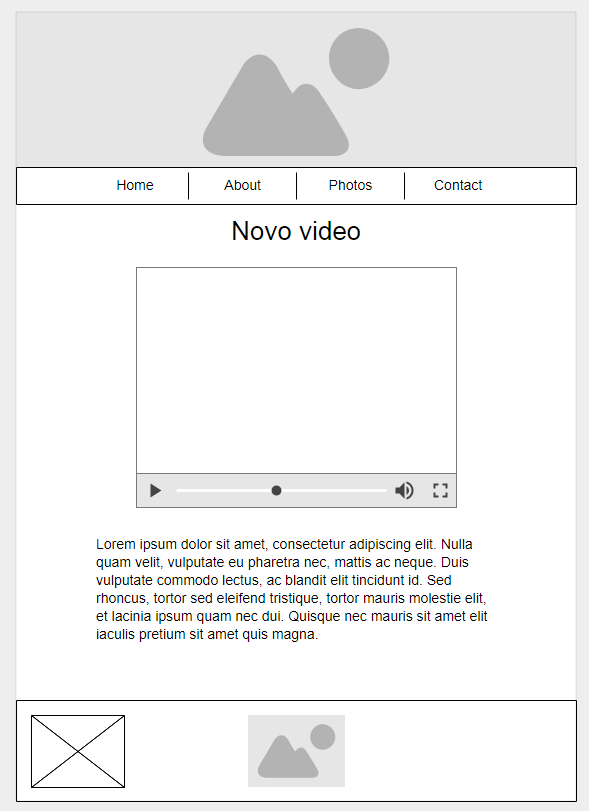 Home About Photos Contact
Novo video
Lorem ipsum dolor sit amet, consectetur adipiscing elit. Nulla
quam velit, vulputate eu pharetra nec, mattis ac neque. Duis
vulputate commodo lectus, ac blandit elit tincidunt id. Sed
rhoncus, tortor sed eleifend tristique, tortor mauris molestie elit,
et lacinia ipsum quam nec dui. Quisque nec mauris sit amet elit
iaculis pretium sit amet quis magna.